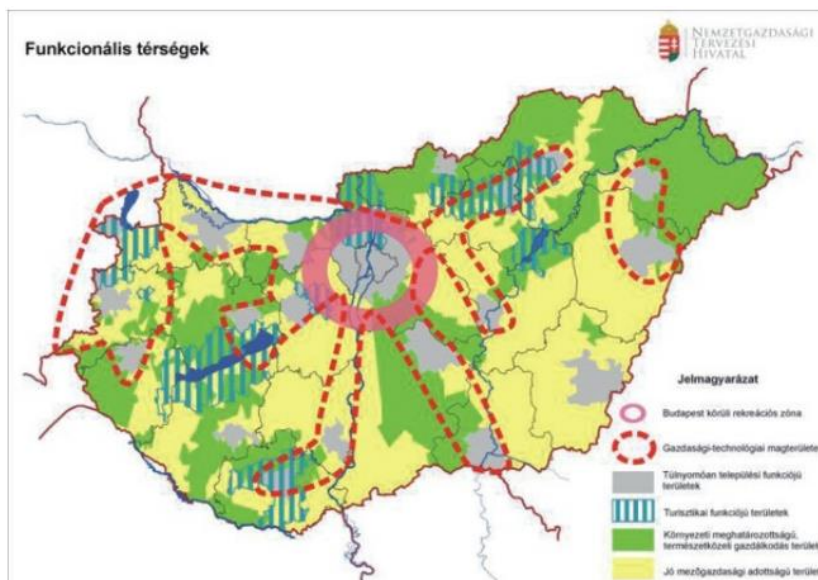 Funkcionális térségek
NEMZETGAZDASÁGI
TERVEZÉSI
HIVATAL
Jelmagyarázat
Budapest körüli rekreációs zóna
Gazdasági-technológiai magterülete
Túlnyomóan települési funkciójú
területek
Turisztikai funkciójú területek
Környezeti meghatározottságú,
természetközeli gazdálkodás terület
Jó mezőgazdasági adottságú terület